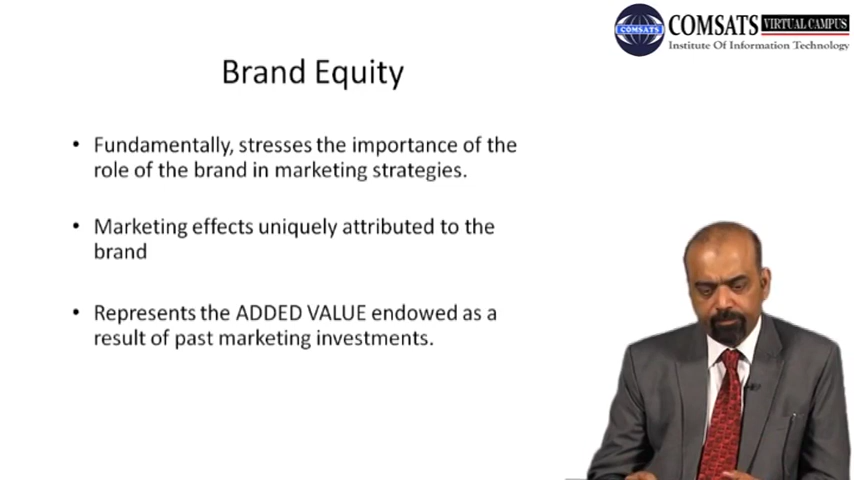 COMSATS
COMSATS VIRTUAL CAMPUS
Institute Of Information Technology
Brand Equity
• Fundamentally, stresses the importance of the
role of the brand in marketing strategies.
• Marketing effects uniquely attributed to the
brand
• Represents the ADDED VALUE endowed as a
result of past marketing investments.